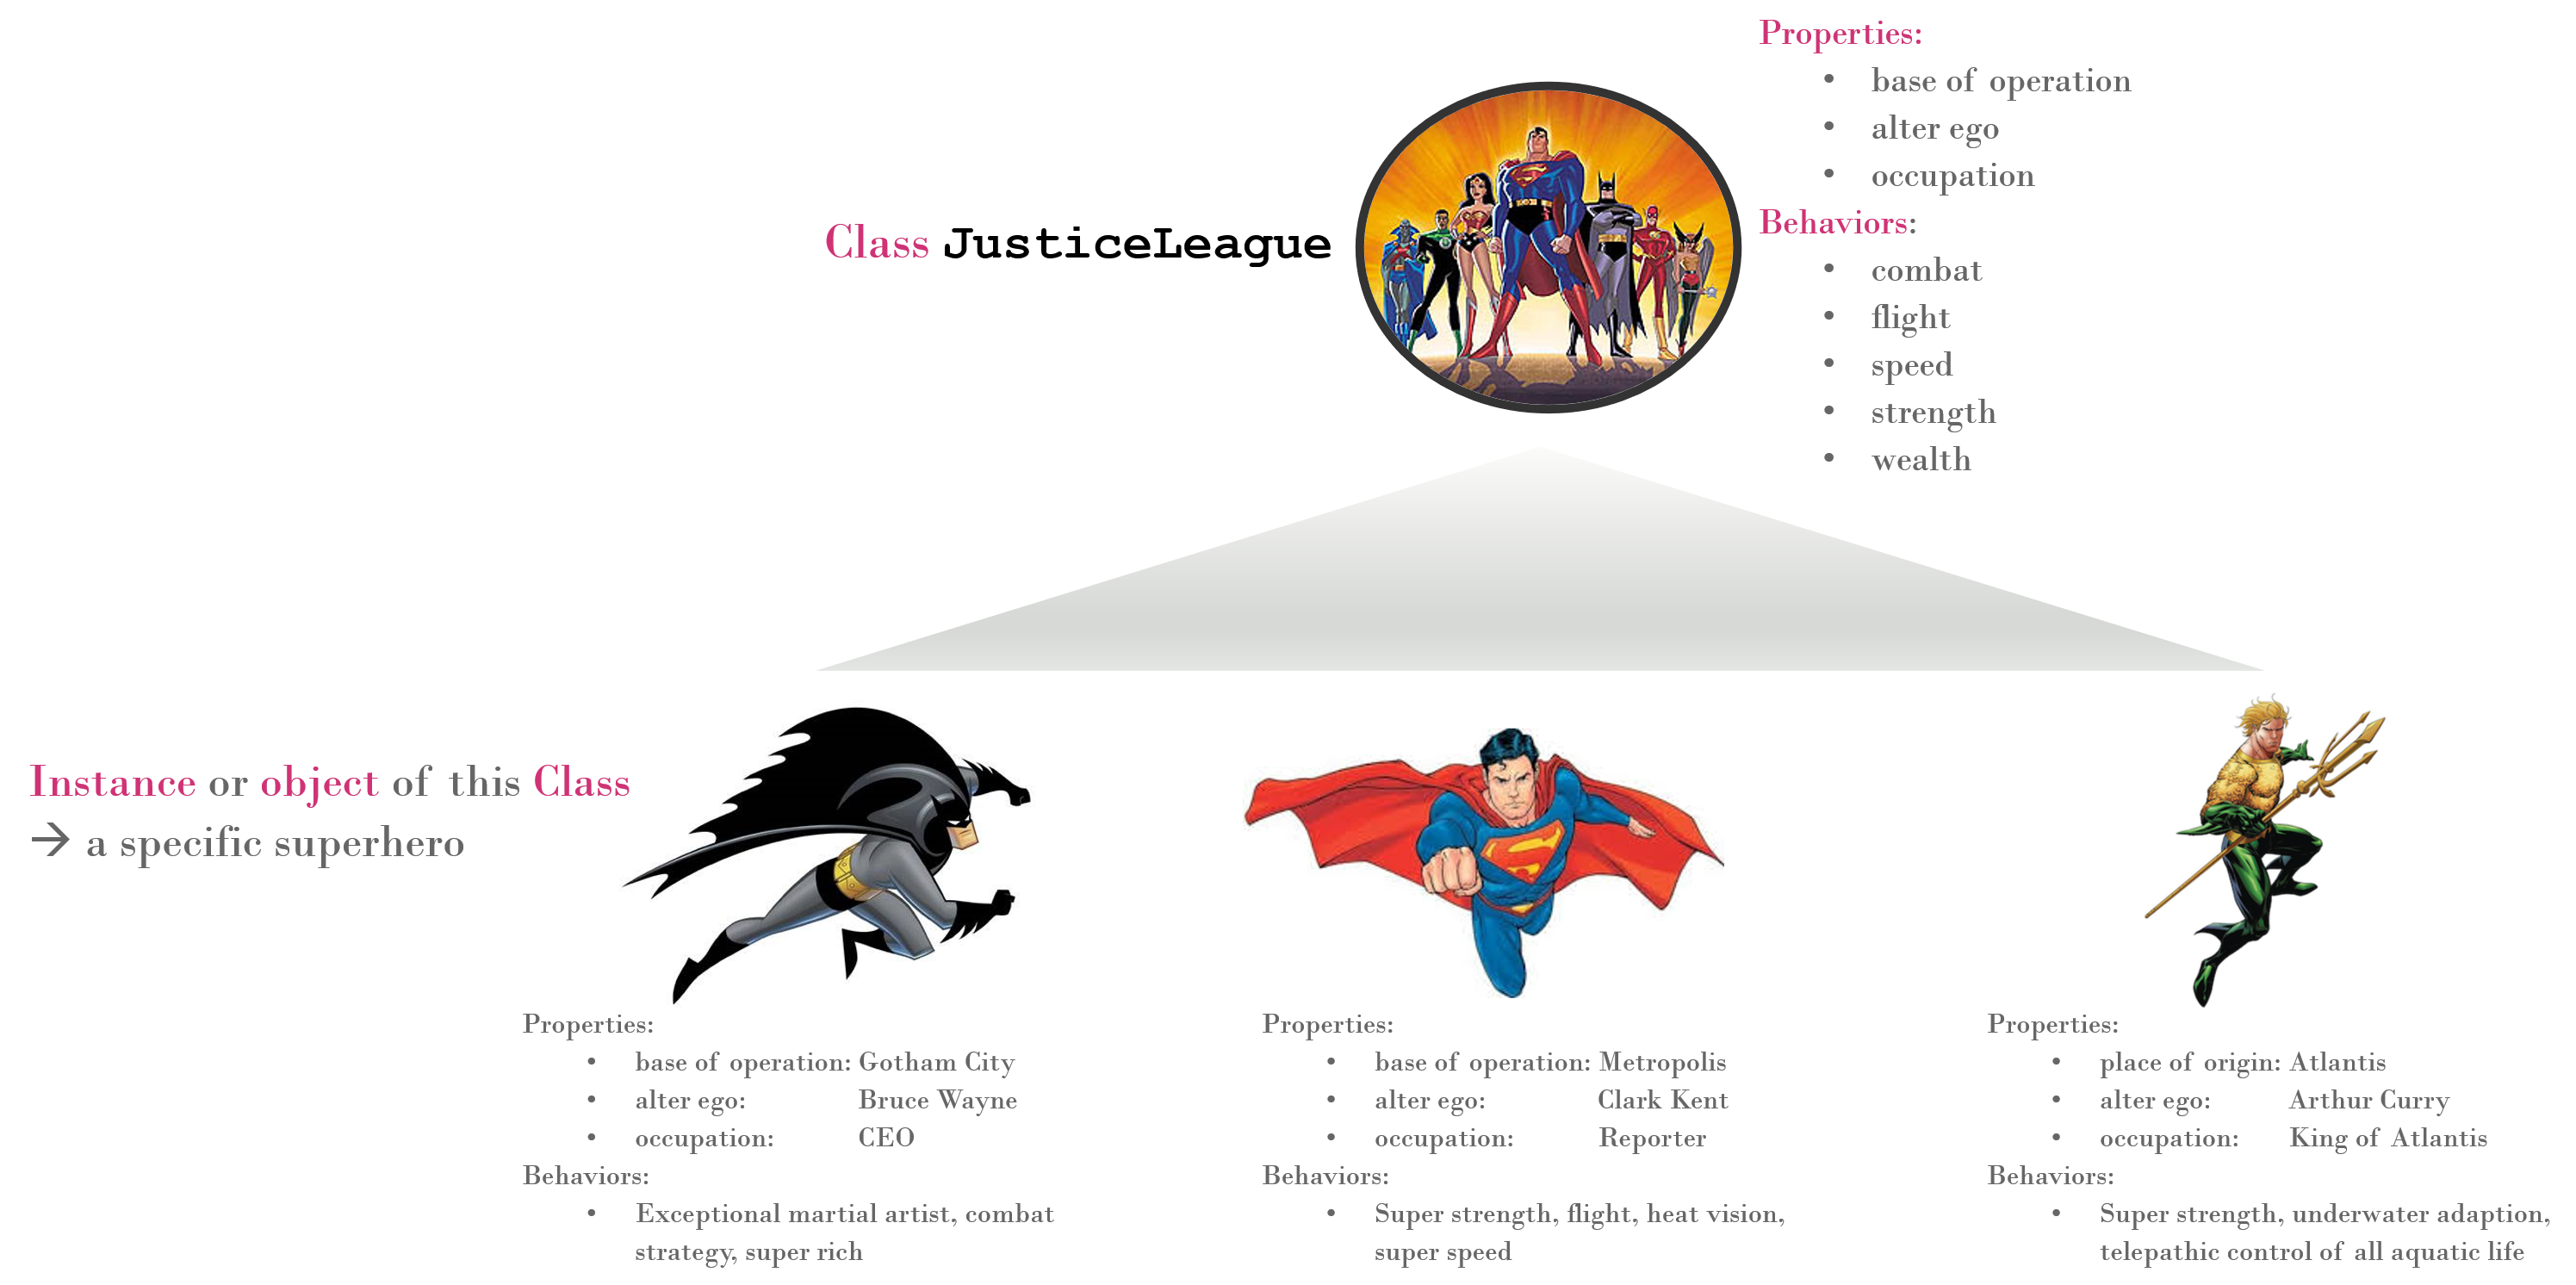 Properties:
• base of operation
• alter ego
• occupation
Behaviors:
• combat
• flight
• speed
• strength
• wealth
Class JusticeLeague
Instance or object of this Class
→ a specific superhero
Properties:
• base of operation: Gotham City
• alter ego: Bruce Wayne
• occupation: CEO
Behaviors:
• Exceptional martial artist, combat
strategy, super rich
Properties:
• base of operation: Metropolis
• alter ego: Clark Kent
• occupation: Reporter
Behaviors:
• Super strength, flight, heat vision,
super speed
Properties:
• place of origin: Atlantis
• alter ego: Arthur Curry
• occupation: King of Atlantis
Behaviors:
• Super strength, underwater adaption,
telepathic control of all aquatic life